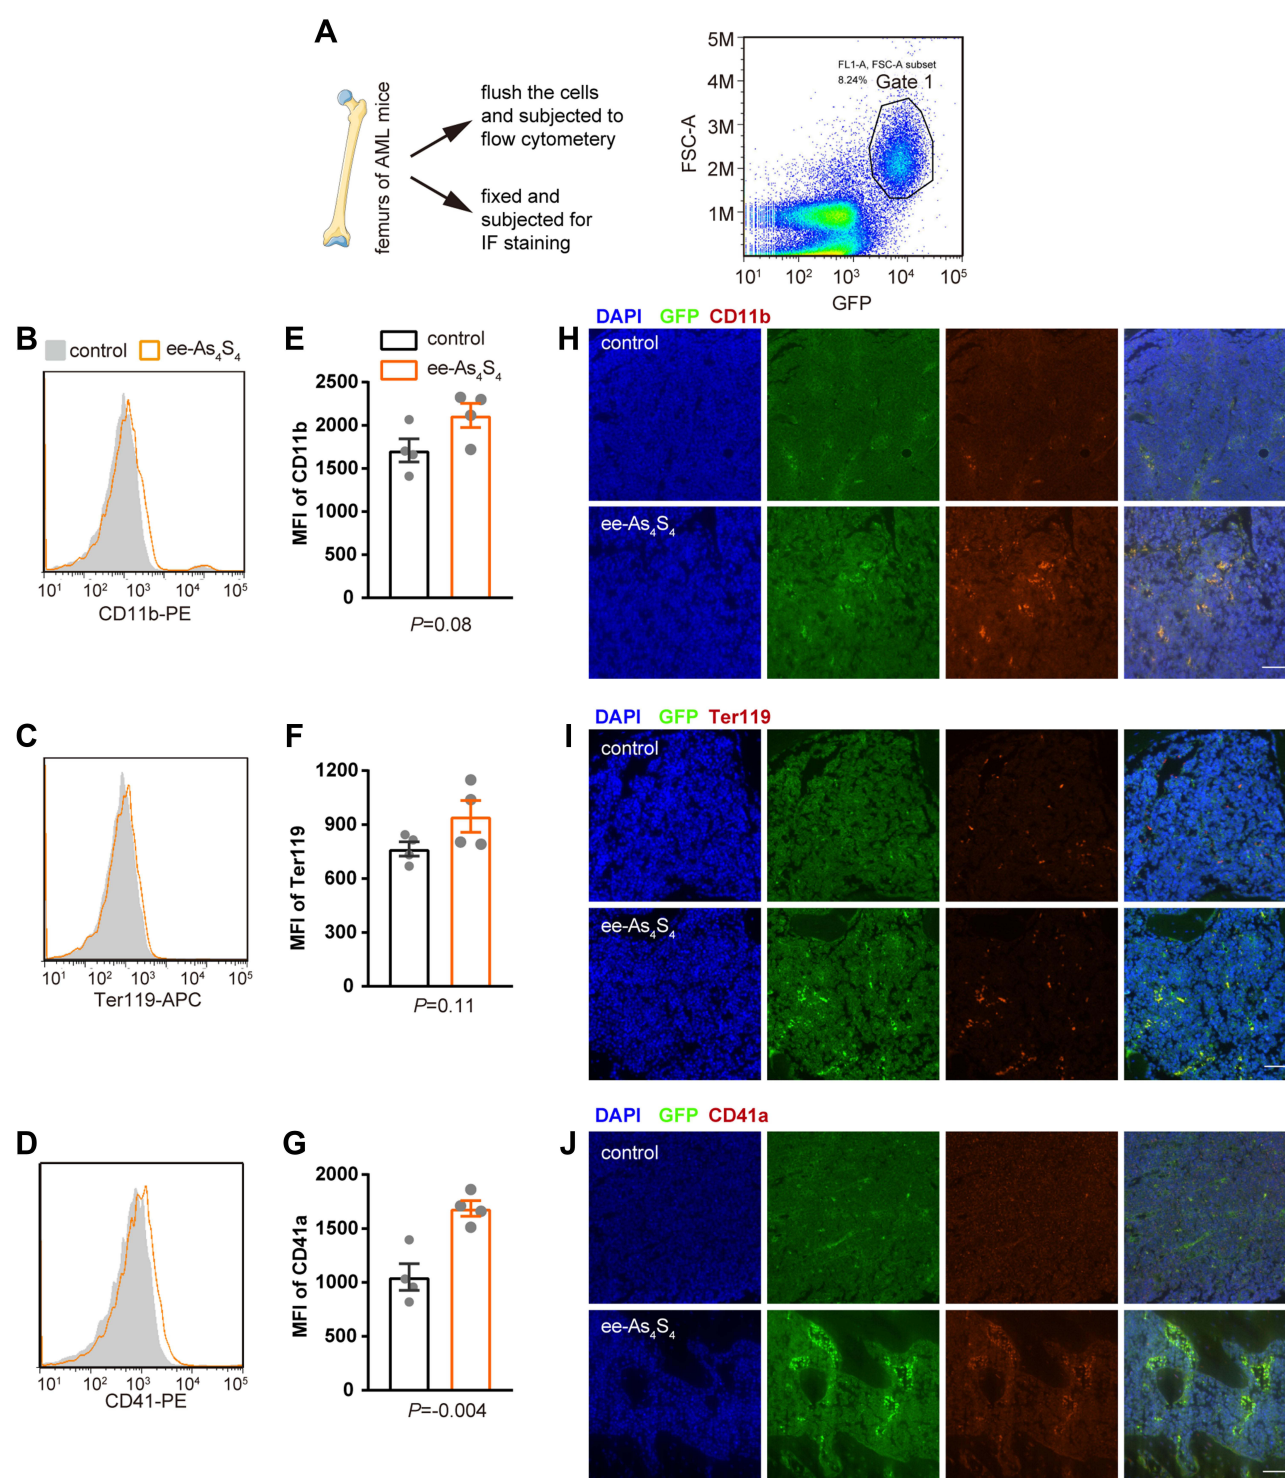 A
femurs of AML mice
flush the cells
and subjected to
flow cytometery
fixed and
subjected for
IF staining
5M
4M
3M
2M
1M
FSC-A
FL1-A, FSC-A subset
8.24% Gate 1
10¹ 10² 10³ 10⁴ 10⁵
GFP
B
control ee-As₄S₄
10¹ 10² 10³ 10⁴ 10⁵
CD11b-PE
E
control
ee-As₄S₄
2500
2000
1500
1000
500
0
MFI of CD11b
P=0.08
H
DAPI GFP CD11b
control
ee-As₄S₄
C
10¹ 10² 10³ 10⁴ 10⁵
Ter119-APC
F
1200
900
600
300
0
MFI of Ter119
P=0.11
I
DAPI GFP Ter119
control
ee-As₄S₄
D
10¹ 10² 10³ 10⁴ 10⁵
CD41-PE
G
2000
1500
1000
500
0
MFI of CD41a
P=-0.004
J
DAPI GFP CD41a
control
ee-As₄S₄